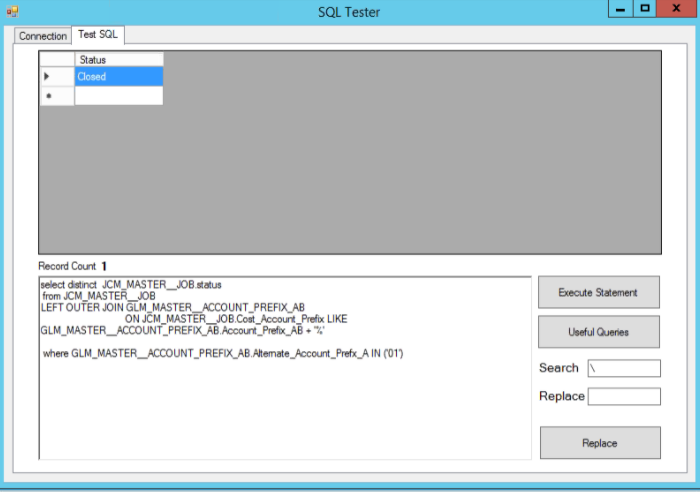 SQL Tester
Connection
Test SQL
Status
Closed
Record Count 1
select distinct JCM_MASTER__JOB.status
from JCM_MASTER__JOB
LEFT OUTER JOIN GLM_MASTER__ACCOUNT_PREFIX_AB
ON JCM_MASTER__JOB.Cost_Account_Prefix LIKE
GLM_MASTER__ACCOUNT_PREFIX_AB.Account_Prefix_AB + '%'
where GLM_MASTER__ACCOUNT_PREFIX_AB.Alternate_Account_Prefx_A IN ('01')
Execute Statement
Useful Queries
Search \
Replace
Replace